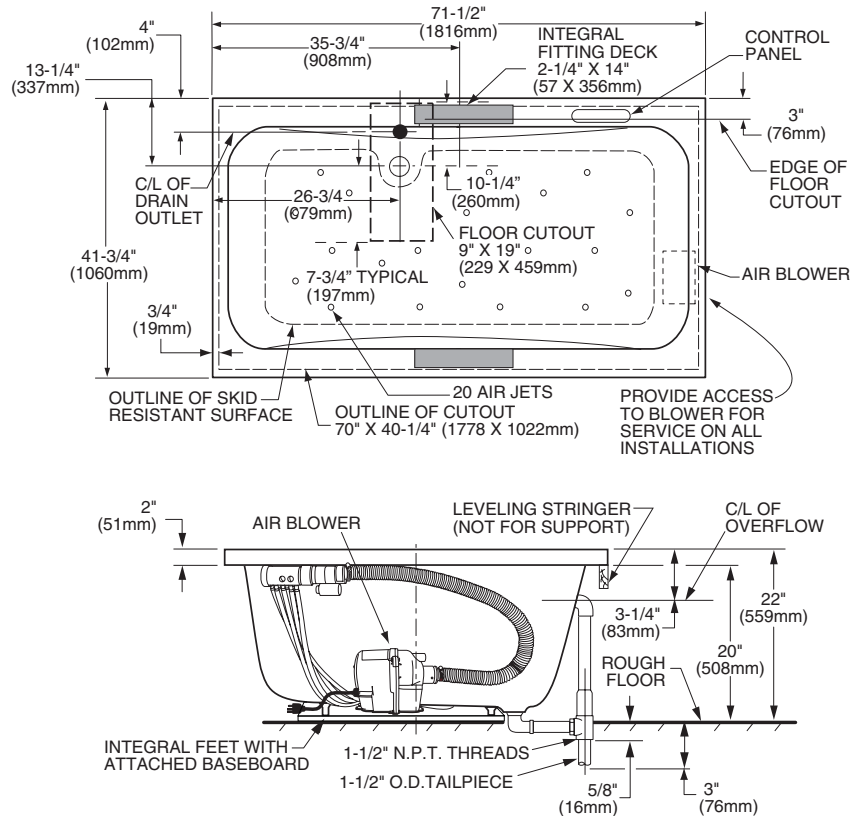 71-1/2"
(1816mm)
4"
(102mm)
35-3/4"
(908mm)
INTEGRAL
FITTING DECK
2-1/4" X 14"
(57 X 356mm)
CONTROL
PANEL
13-1/4"
(337mm)
3"
(76mm)
C/L OF
DRAIN
OUTLET
26-3/4
(679mm)
10-1/4"
(260mm)
EDGE OF
FLOOR
CUTOUT
FLOOR CUTOUT
9" X 19"
(229 X 459mm)
41-3/4"
(1060mm)
7-3/4" TYPICAL
(197mm)
AIR BLOWER
3/4"
(19mm)
20 AIR JETS
OUTLINE OF SKID
RESISTANT SURFACE
OUTLINE OF CUTOUT
70" X 40-1/4" (1778 X 1022mm)
PROVIDE ACCESS
TO BLOWER FOR
SERVICE ON ALL
INSTALLATIONS
2"
(51mm)
AIR BLOWER
LEVELING STRINGER
(NOT FOR SUPPORT)
C/L OF
OVERFLOW
3-1/4"
(83mm)
22"
(559mm)
20"
(508mm)
ROUGH
FLOOR
INTEGRAL FEET WITH
ATTACHED BASEBOARD
1-1/2" N.P.T. THREADS
1-1/2" O.D.TAILPIECE
5/8"
(16mm)
3"
(76mm)